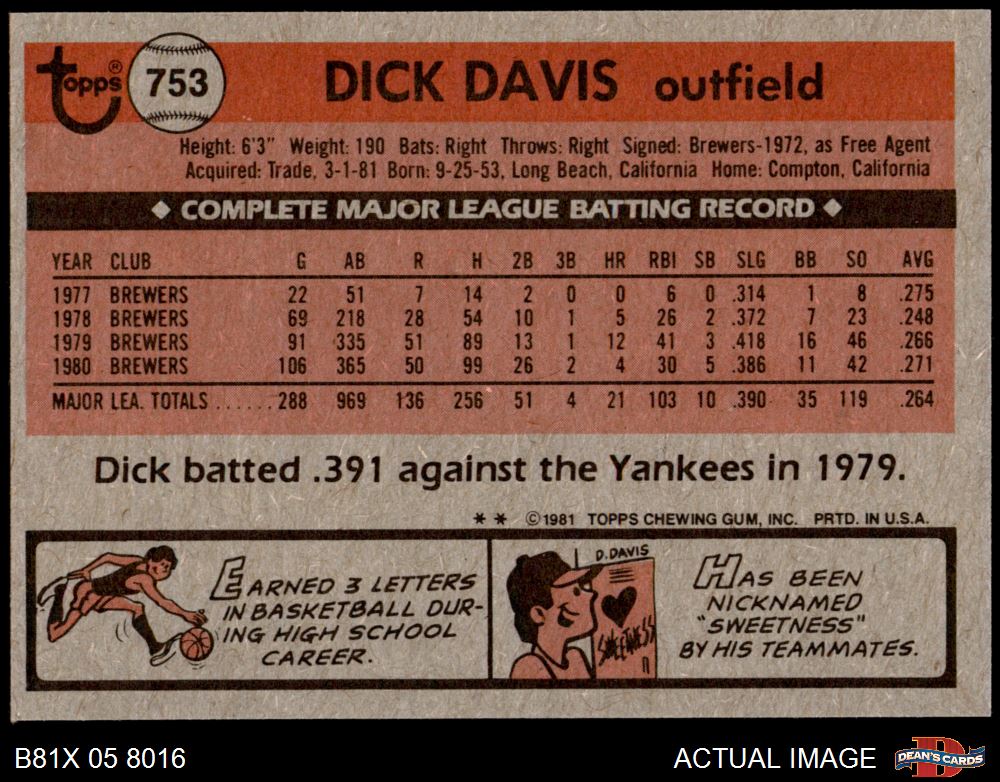 Topps® 753 DICK DAVIS outfield
Height: 6'3" Weight: 190 Bats: Right Throws: Right Signed: Brewers-1972, as Free Agent
Acquired: Trade, 3-1-81 Born: 9-25-53, Long Beach, California Home: Compton, California
◆ COMPLETE MAJOR LEAGUE BATTING RECORD ◆
YEAR CLUB G AB R H 2B 3B HR RBI SB SLG BB SO AVG
1977 BREWERS 22 51 7 14 2 0 0 6 0 .314 1 8 .275
1978 BREWERS 69 218 28 54 10 1 5 26 2 .372 7 23 .248
1979 BREWERS 91 335 51 89 13 1 12 41 3 .418 16 46 .266
1980 BREWERS 106 365 50 99 26 2 4 30 5 .386 11 42 .271
MAJOR LEA. TOTALS ...... 288 969 136 256 51 4 21 103 10 .390 35 119 .264
Dick batted .391 against the Yankees in 1979.
* * ©1981 TOPPS CHEWING GUM, INC. PRTD. IN U.S.A.
EARNED 3 LETTERS
IN BASKETBALL DUR-
ING HIGH SCHOOL
CAREER.
D. DAVIS
SWEETNESS
HAS BEEN
NICKNAMED
"SWEETNESS"
BY HIS TEAMMATES.
B81X 05 8016 ACTUAL IMAGE D DEAN'S CARDS